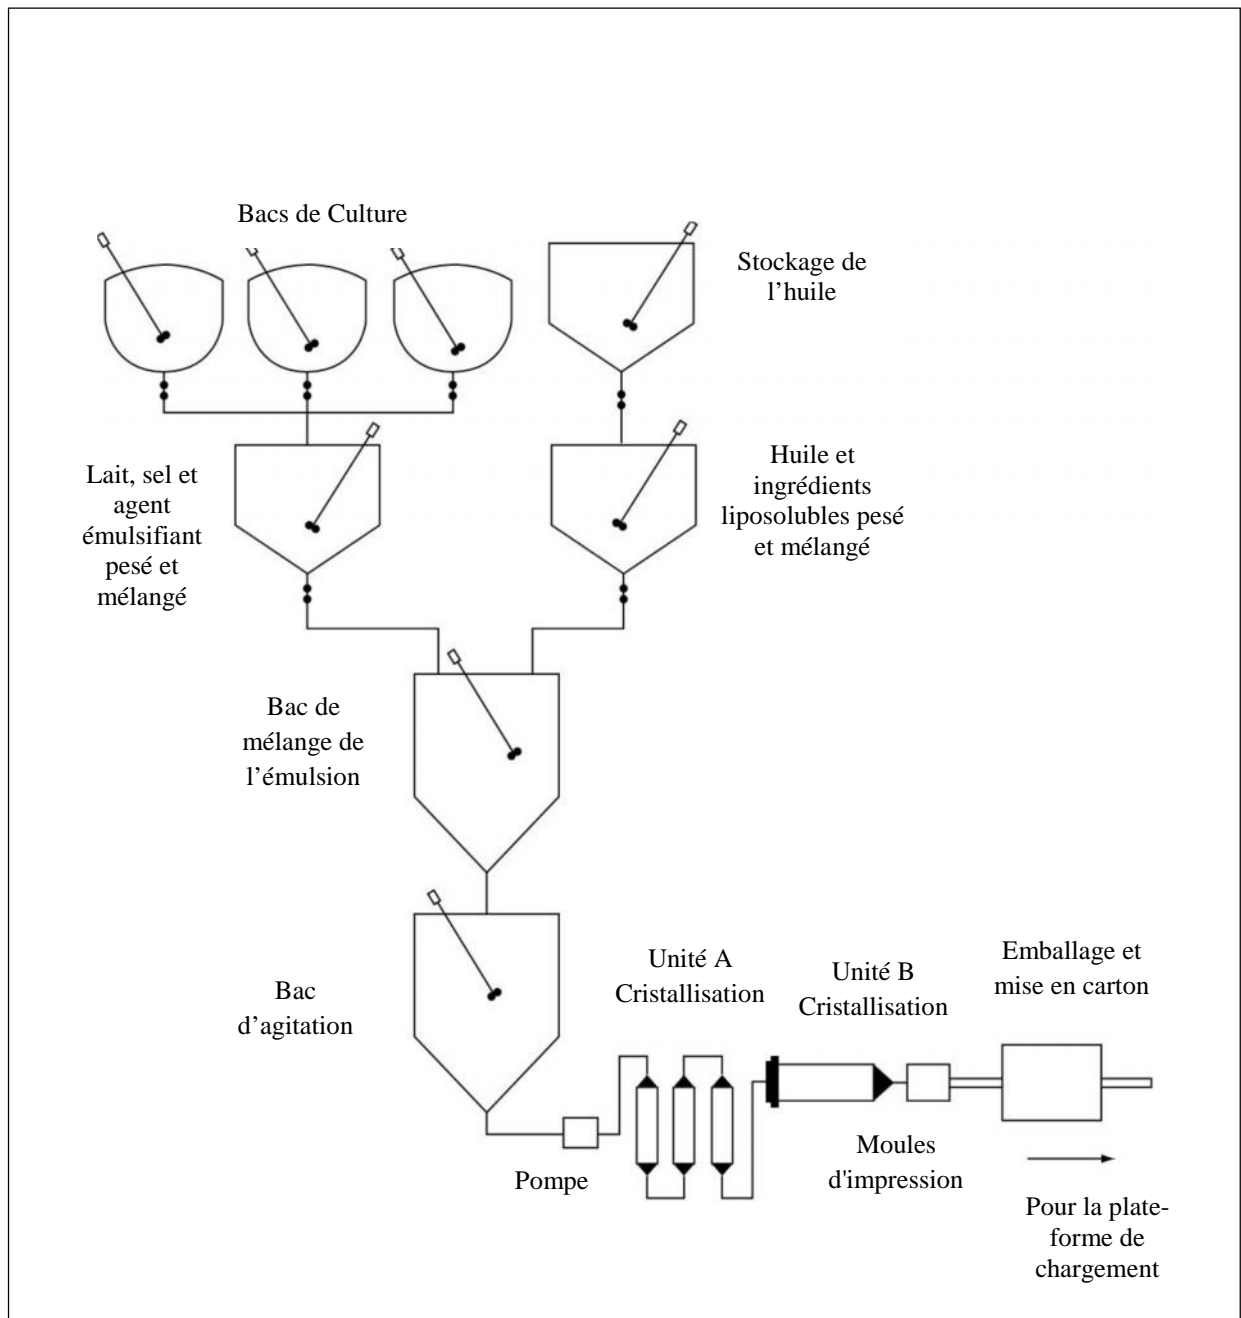 Bacs de Culture
Stockage de
l’huile
Lait, sel et
agent
émulsifiant
pesé et
mélangé
Huile et
ingrédients
liposolubles pesé
et mélangé
Bac de
mélange de
l’émulsion
Bac
d’agitation
Unité A
Cristallisation
Unité B
Cristallisation
Emballage et
mise en carton
Pompe
Moules
d'impression
Pour la plate-
forme de
chargement